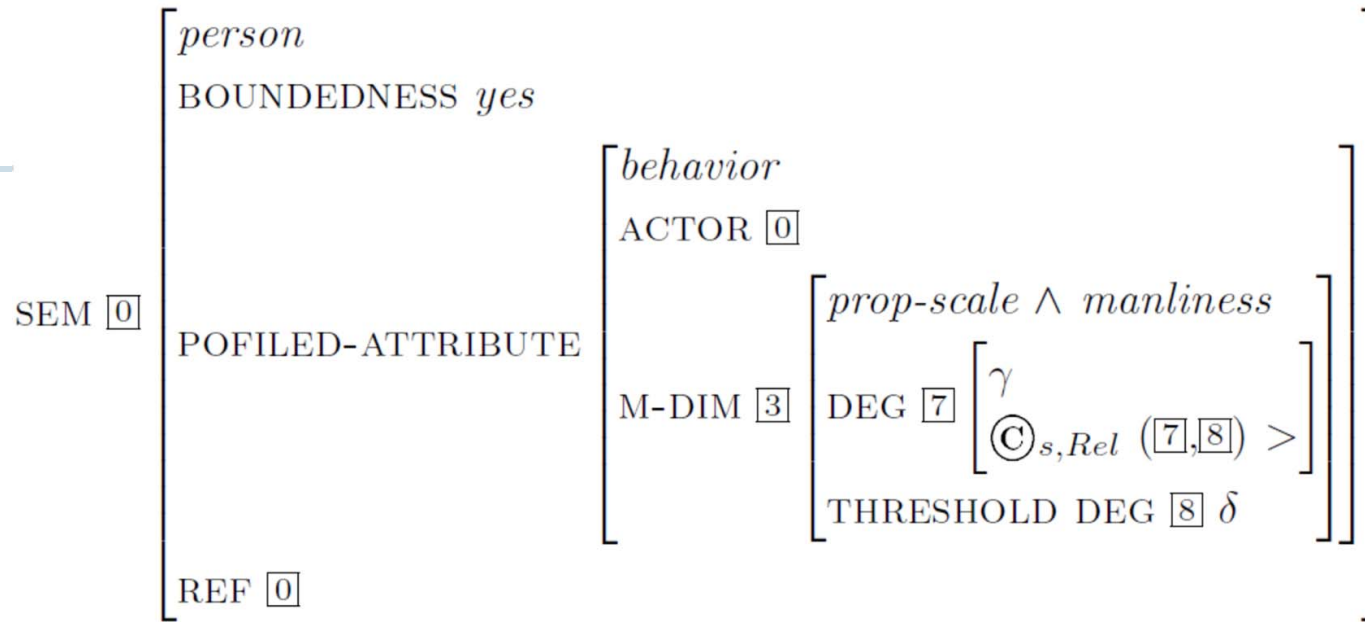 person
BOUNDEDNESS yes
behavior
ACTOR 0
prop-scale ∧ manliness
SEM 0
POFILED-ATTRIBUTE
M-DIM 3
DEG 7
γ
Ⓒs,Rel (7,8) >
THRESHOLD DEG 8 δ
REF 0